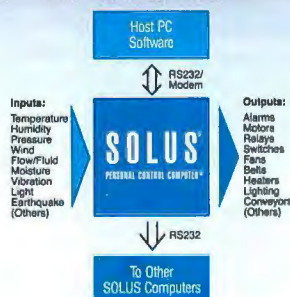 Host PC
Software
RS232/
Modem
Inputs:
Temperature
Humidity
Pressure
Wind
Flow/Fluid
Moisture
Vibration
Light
Earthquake
(Others)
SOLUS®
PERSONAL CONTROL COMPUTER
Outputs:
Alarms
Motors
Relays
Switches
Fans
Belts
Heaters
Lighting
Conveyors
(Others)
RS232
To Other
SOLUS Computers